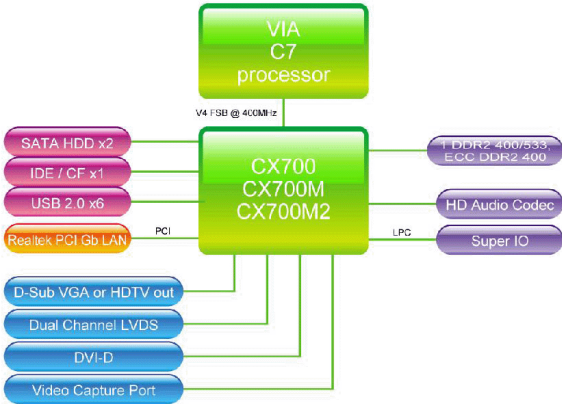 VIA
C7
processor
V4 FSB @ 400MHz
SATA HDD x2
IDE / CF x1
USB 2.0 x6
Realtek PCI Gb LAN
PCI
CX700
CX700M
CX700M2
1 DDR2 400/533,
ECC DDR2 400
HD Audio Codec
LPC
Super IO
D-Sub VGA or HDTV out
Dual Channel LVDS
DVI-D
Video Capture Port